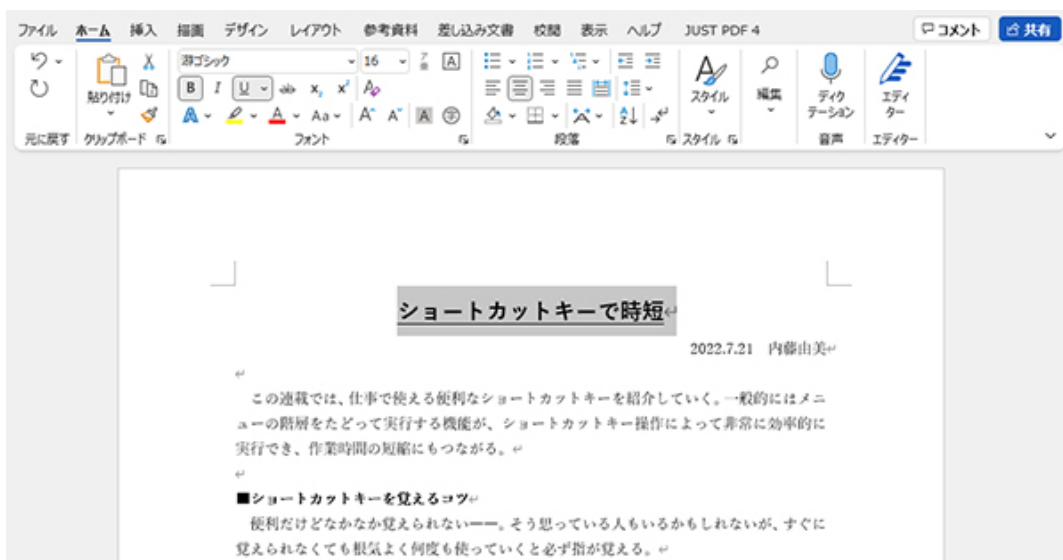 ファイル ホーム 挿入 描画 デザイン レイアウト 参考資料 差し込み文書 校閲 表示 ヘルプ JUST PDF 4 コメント 共有
游ゴシック 16
貼り付け スタイル 編集 ディクテーション エディター
元に戻す クリップボード フォント 段落 スタイル 音声 エディター
ショートカットキーで時短
2022.7.21 内藤由美
この連載では、仕事で使える便利なショートカットキーを紹介していく。一般的にはメニ
ューの階層をたどって実行する機能が、ショートカットキー操作によって非常に効率的に
実行でき、作業時間の短縮にもつながる。
■ショートカットキーを覚えるコツ
便利だけどなかなか覚えられない――。そう思っている人もいるかもしれないが、すぐに
覚えられなくても根気よく何度も使っていくと必ず指が覚える。